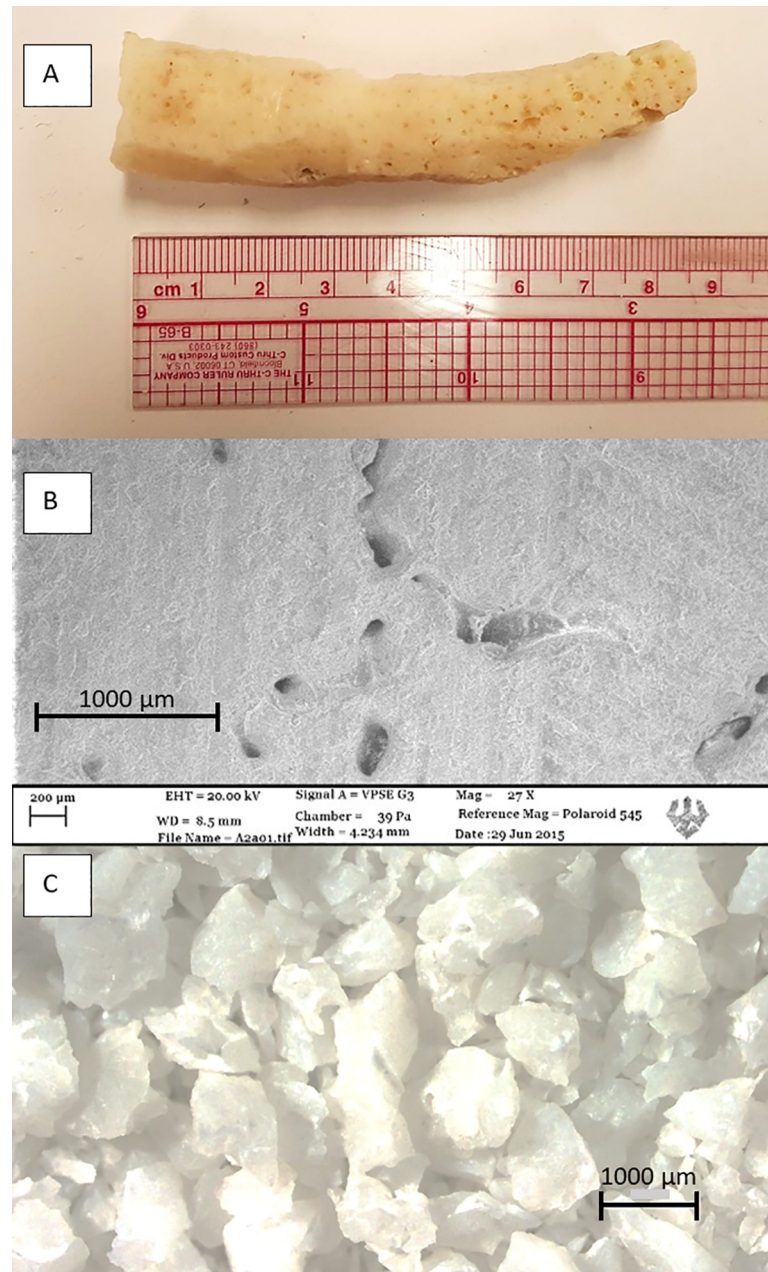 A
cm 1 2 3 4 5 6 7 8 9
6 5 4 3
B-65
THE C-THRU RULER COMPANY
C-Thru Custom Products Div.
Bloomfield, CT 06002, U.S.A
(860) 243-0303
11 10 9
B
1000 µm
200 µm
EHT = 20.00 kV
Signal A = VPSE G3
Mag = 27 X
WD = 8.5 mm
Chamber = 39 Pa
Reference Mag = Polaroid 545
File Name = A2a01.tif
Width = 4.234 mm
Date :29 Jun 2015
C
1000 µm